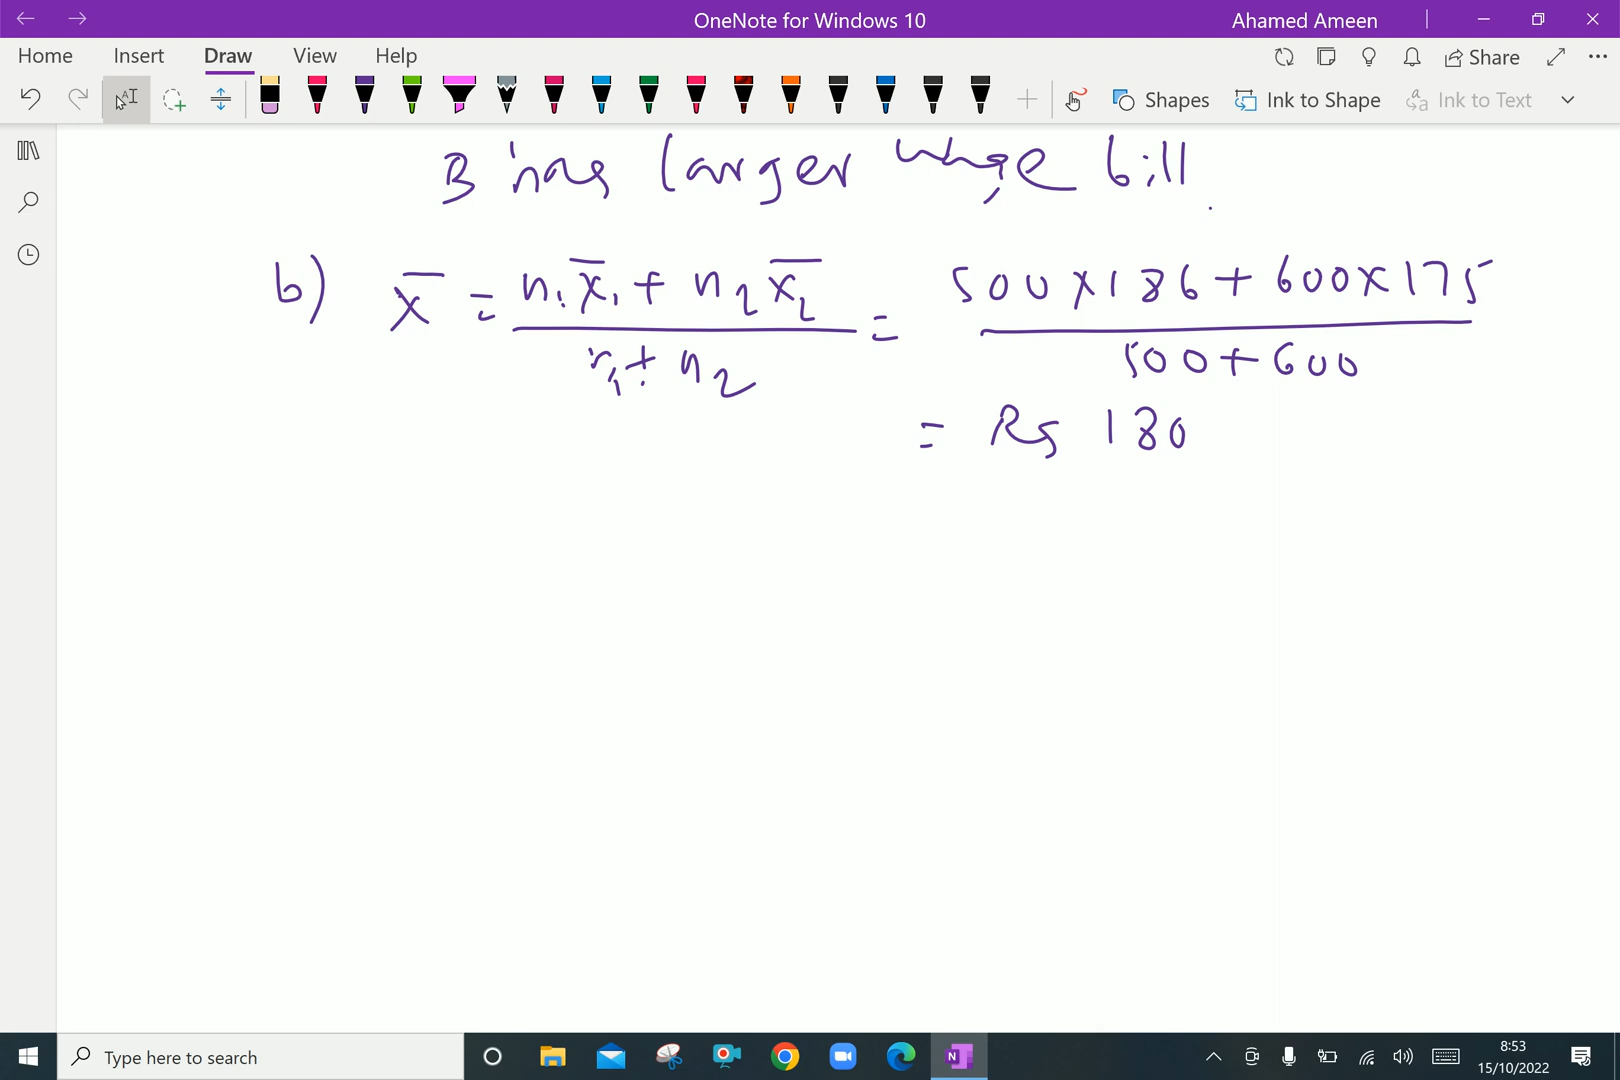 OneNote for Windows 10
Ahamed Ameen
Home Insert Draw View Help
Share
Shapes Ink to Shape Ink to Text
B has larger wage bill.
b) x̄ = n₁x̄₁ + n₂x̄₂ / n₁ + n₂ = 500×186+600×175 / 500+600
= Rs 180
Type here to search
8:53
15/10/2022